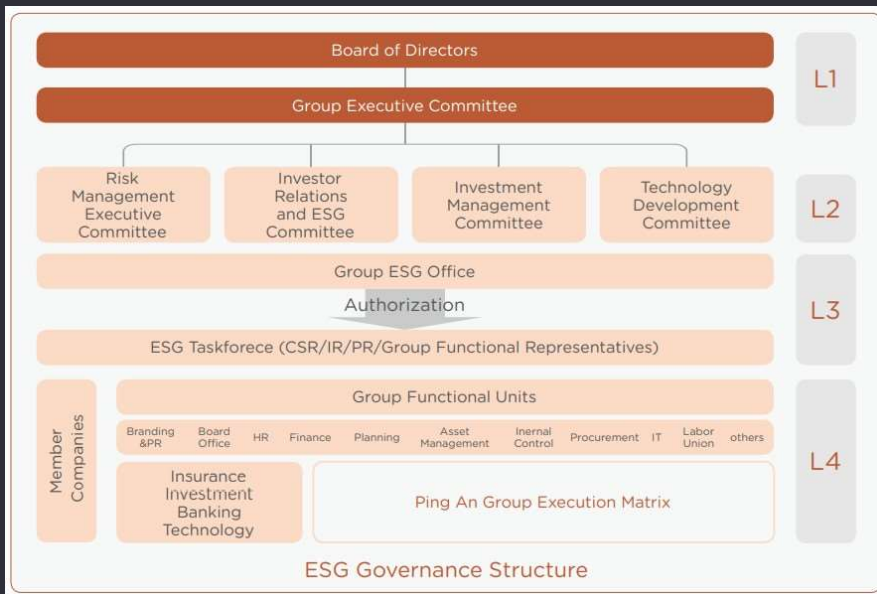 Board of Directors
L1
Group Executive Committee
Risk
Management
Executive
Committee
Investor
Relations
and ESG
Committee
Investment
Management
Committee
Technology
Development
Committee
L2
Group ESG Office
Authorization
L3
ESG Taskforece (CSR/IR/PR/Group Functional Representatives)
Member
Companies
Group Functional Units
Branding
&PR
Board
Office
HR
Finance
Planning
Asset
Management
Inernal
Control
Procurement
IT
Labor
Union
others
L4
Insurance
Investment
Banking
Technology
Ping An Group Execution Matrix
ESG Governance Structure